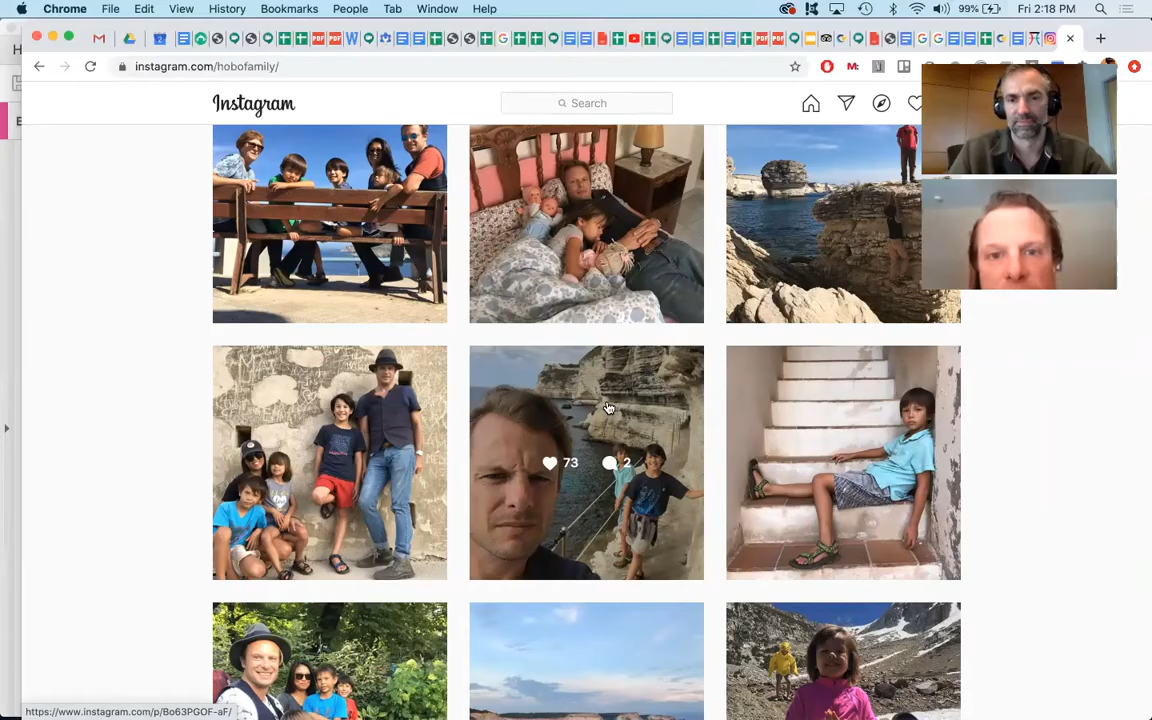 Chrome File Edit View History Bookmarks People Tab Window Help 99% Fri 2:18 PM
instagram.com/hobofamily/
Instagram
Search
73 2
https://www.instagram.com/p/Bo63PGOF-aF/